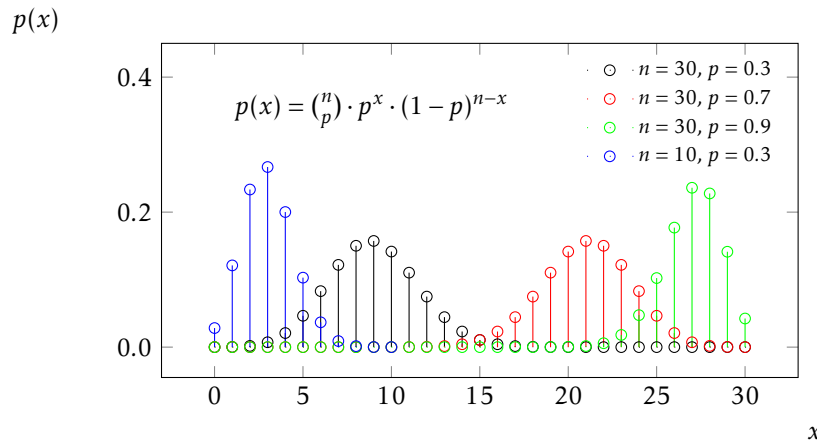 p(x)
0.4
0.2
0.0
p(x) = \binom{n}{p} · p^x · (1 − p)^{n−x}
n = 30, p = 0.3
n = 30, p = 0.7
n = 30, p = 0.9
n = 10, p = 0.3
0 5 10 15 20 25 30
x